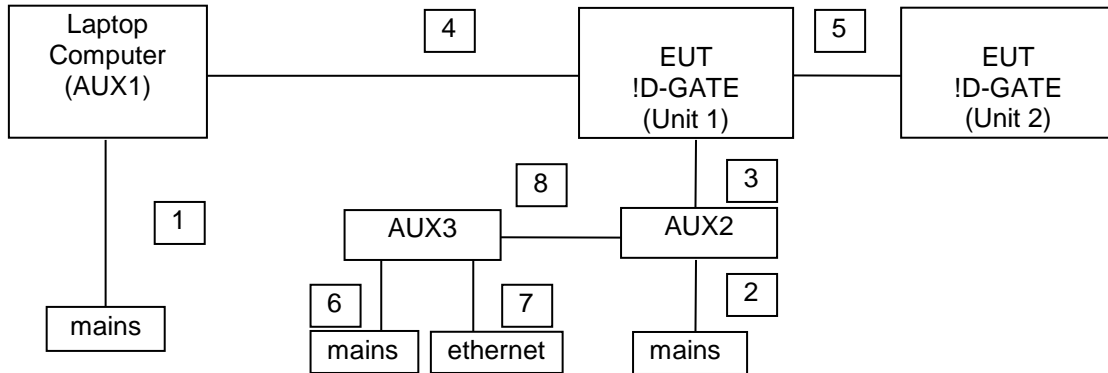 Laptop
Computer
(AUX1)
4
EUT
!D-GATE
(Unit 1)
5
EUT
!D-GATE
(Unit 2)
1
8
3
AUX3
AUX2
6
7
2
mains
mains
ethernet
mains